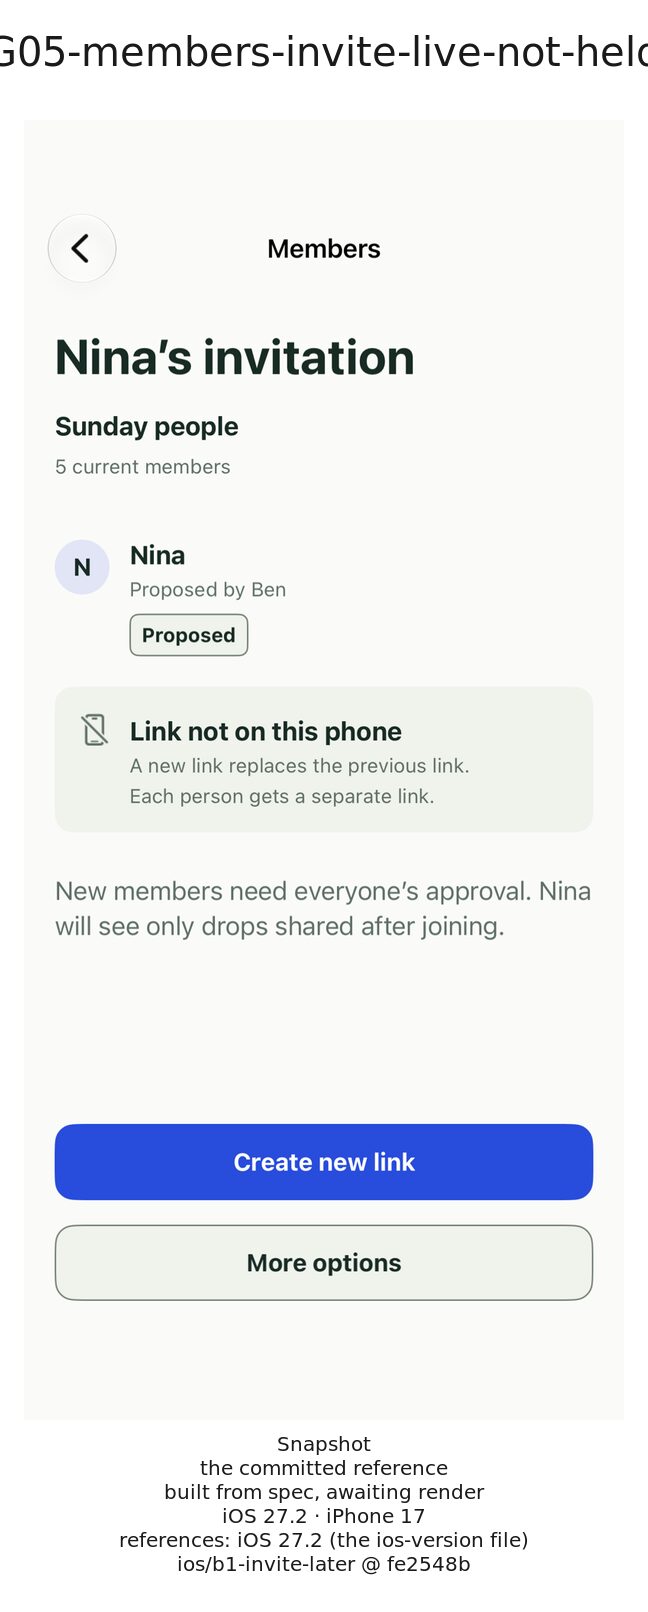 G05-members-invite-live-not-held
Members
Nina’s invitation
Sunday people
5 current members
N
Nina
Proposed by Ben
Proposed
Link not on this phone
A new link replaces the previous link.
Each person gets a separate link.
New members need everyone’s approval. Nina
will see only drops shared after joining.
Create new link
More options
Snapshot
the committed reference
built from spec, awaiting render
iOS 27.2 · iPhone 17
references: iOS 27.2 (the ios-version file)
ios/b1-invite-later @ fe2548b